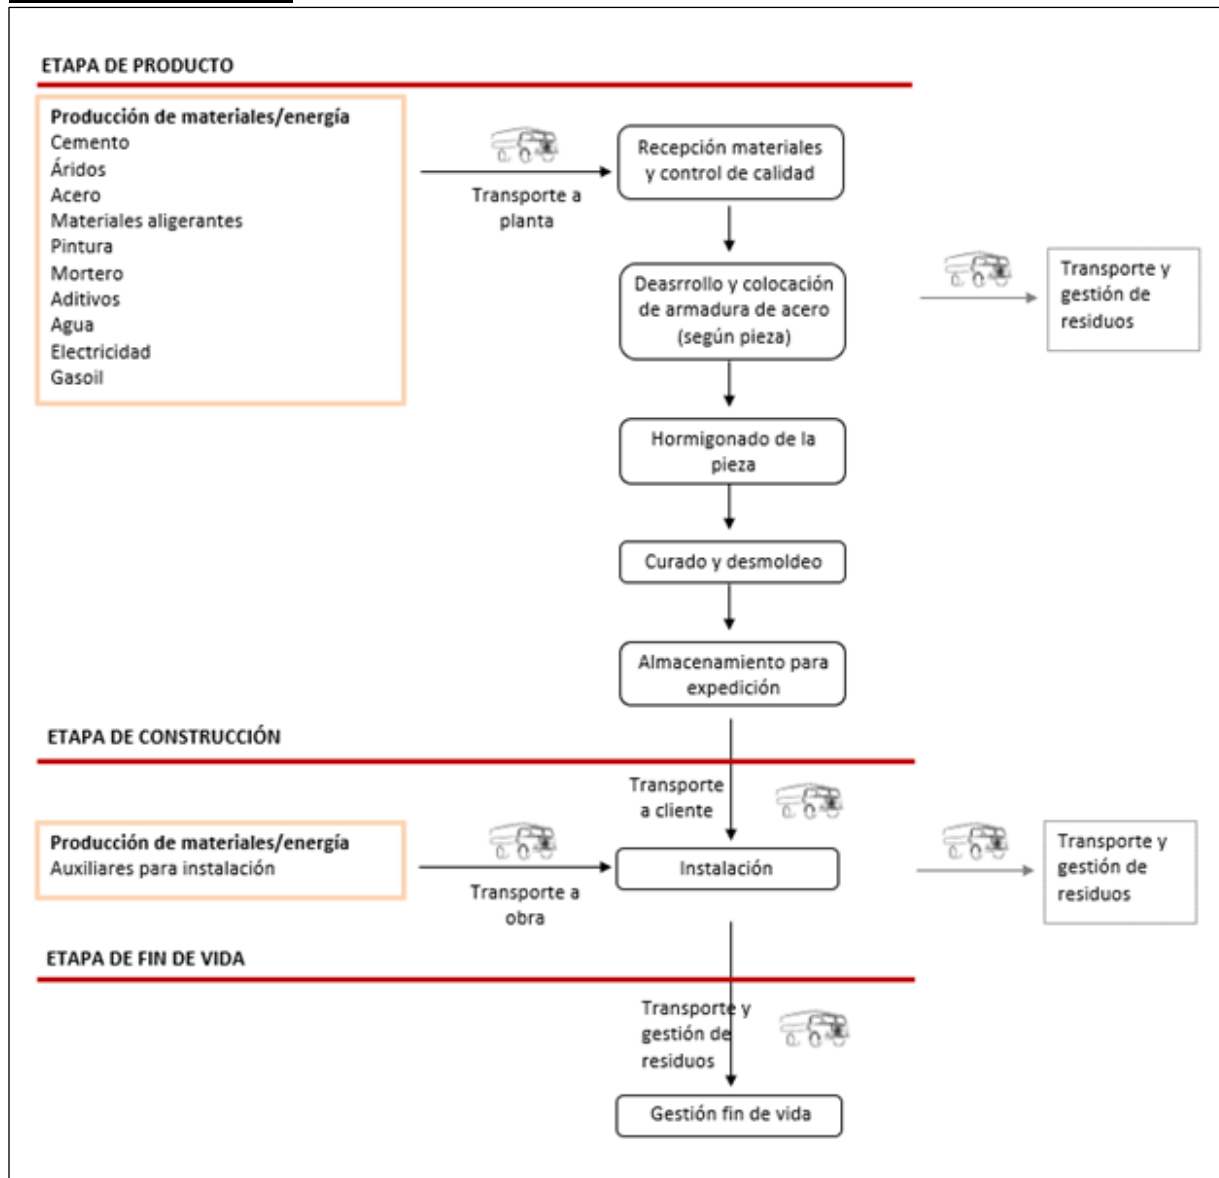 ETAPA DE PRODUCTO
Producción de materiales/energía
Cemento
Áridos
Acero
Materiales aligerantes
Pintura
Mortero
Aditivos
Agua
Electricidad
Gasoil
Transporte a
planta
Recepción materiales
y control de calidad
Deasrrollo y colocación
de armadura de acero
(según pieza)
Transporte y
gestión de
residuos
Hormigonado de la
pieza
Curado y desmoldeo
Almacenamiento para
expedición
ETAPA DE CONSTRUCCIÓN
Transporte
a cliente
Producción de materiales/energía
Auxiliares para instalación
Transporte a
obra
Instalación
Transporte y
gestión de
residuos
ETAPA DE FIN DE VIDA
Transporte y
gestión de
residuos
Gestión fin de vida